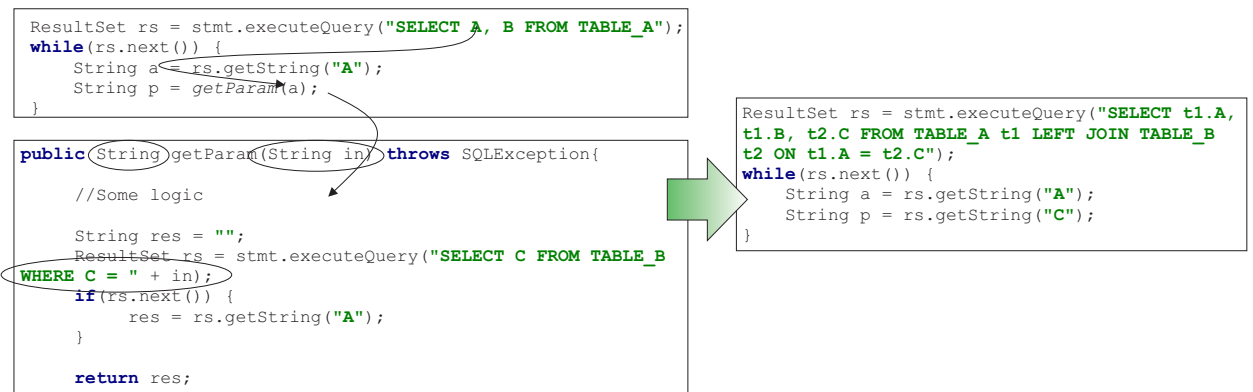 ResultSet rs = stmt.executeQuery("SELECT A, B FROM TABLE_A");
while(rs.next()) {
String a = rs.getString("A");
String p = getParam(a);
}
public String getParam(String in) throws SQLException{
//Some logic
String res = "";
ResultSet rs = stmt.executeQuery("SELECT C FROM TABLE_B
WHERE C = " + in);
if(rs.next()) {
res = rs.getString("A");
}
return res;
ResultSet rs = stmt.executeQuery("SELECT t1.A,
t1.B, t2.C FROM TABLE_A t1 LEFT JOIN TABLE_B
t2 ON t1.A = t2.C");
while(rs.next()) {
String a = rs.getString("A");
String p = rs.getString("C");
}